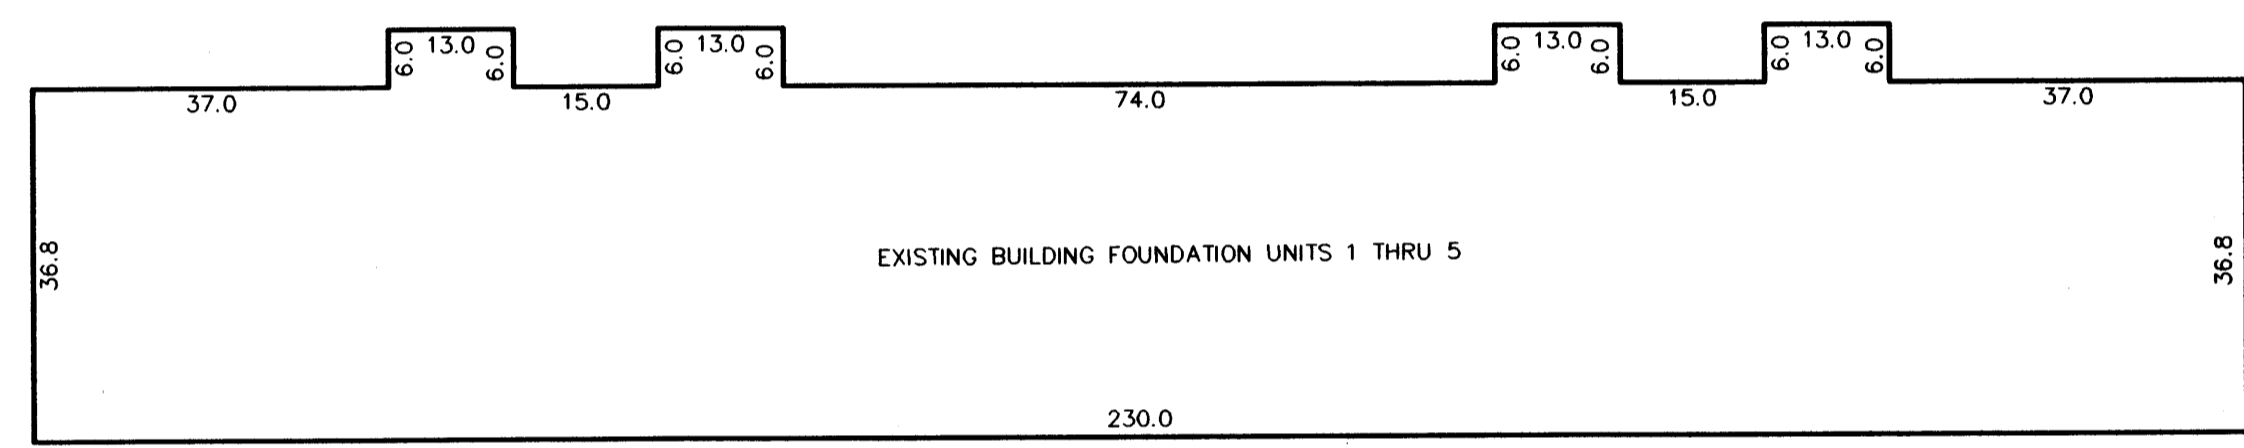 6.0 13.0 6.0 6.0 13.0 6.0 6.0 13.0 6.0 6.0 13.0 6.0
37.0 15.0 74.0 15.0 37.0
36.8 EXISTING BUILDING FOUNDATION UNITS 1 THRU 5 36.8
230.0